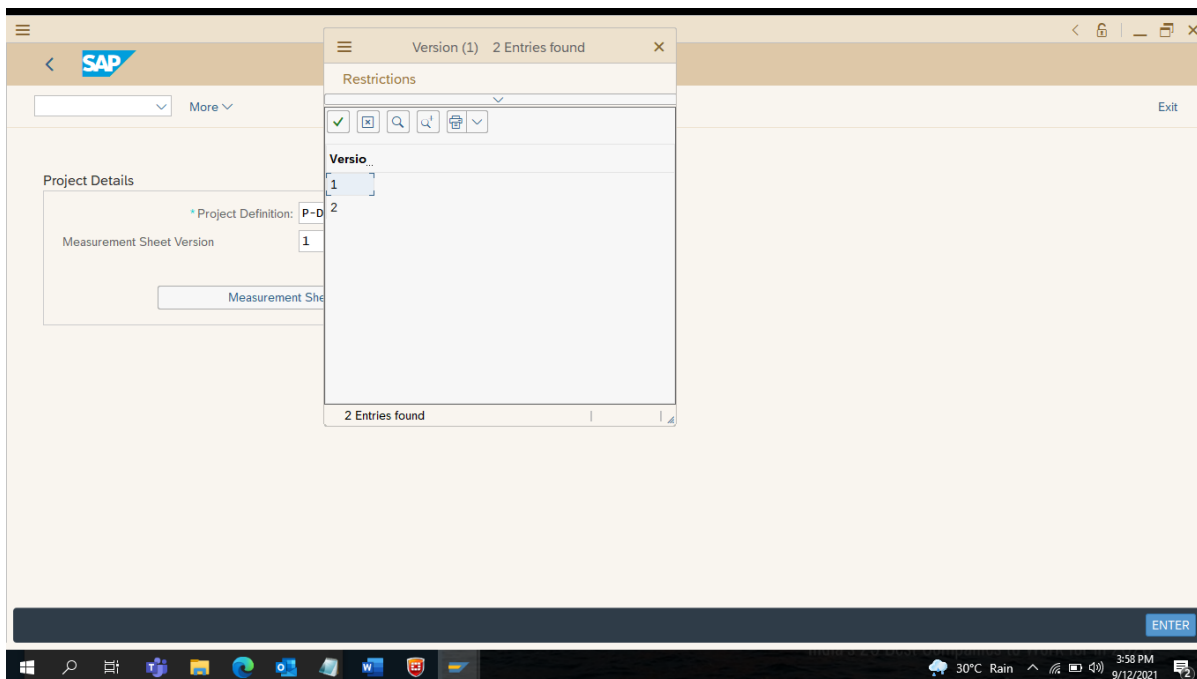 Version (1) 2 Entries found
SAP
Restrictions
More
Exit
Versio...
1
2
Project Details
* Project Definition: P-D
Measurement Sheet Version 1
Measurement She
2 Entries found
ENTER
30°C Rain
3:58 PM
9/12/2021